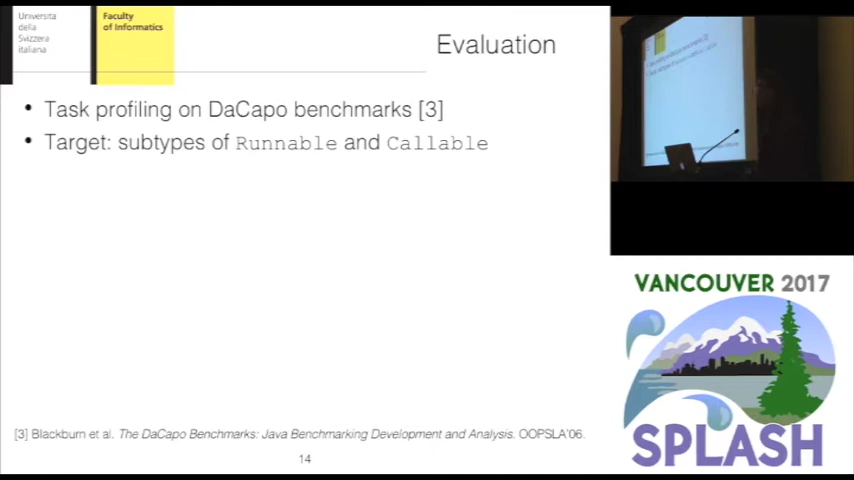 Universita
della
Svizzera
italiana
Faculty
of Informatics
Evaluation
• Task profiling on DaCapo benchmarks [3]
• Target: subtypes of Runnable and Callable
[3] Blackburn et al. The DaCapo Benchmarks: Java Benchmarking Development and Analysis. OOPSLA'06.
14
VANCOUVER 2017
SPLASH